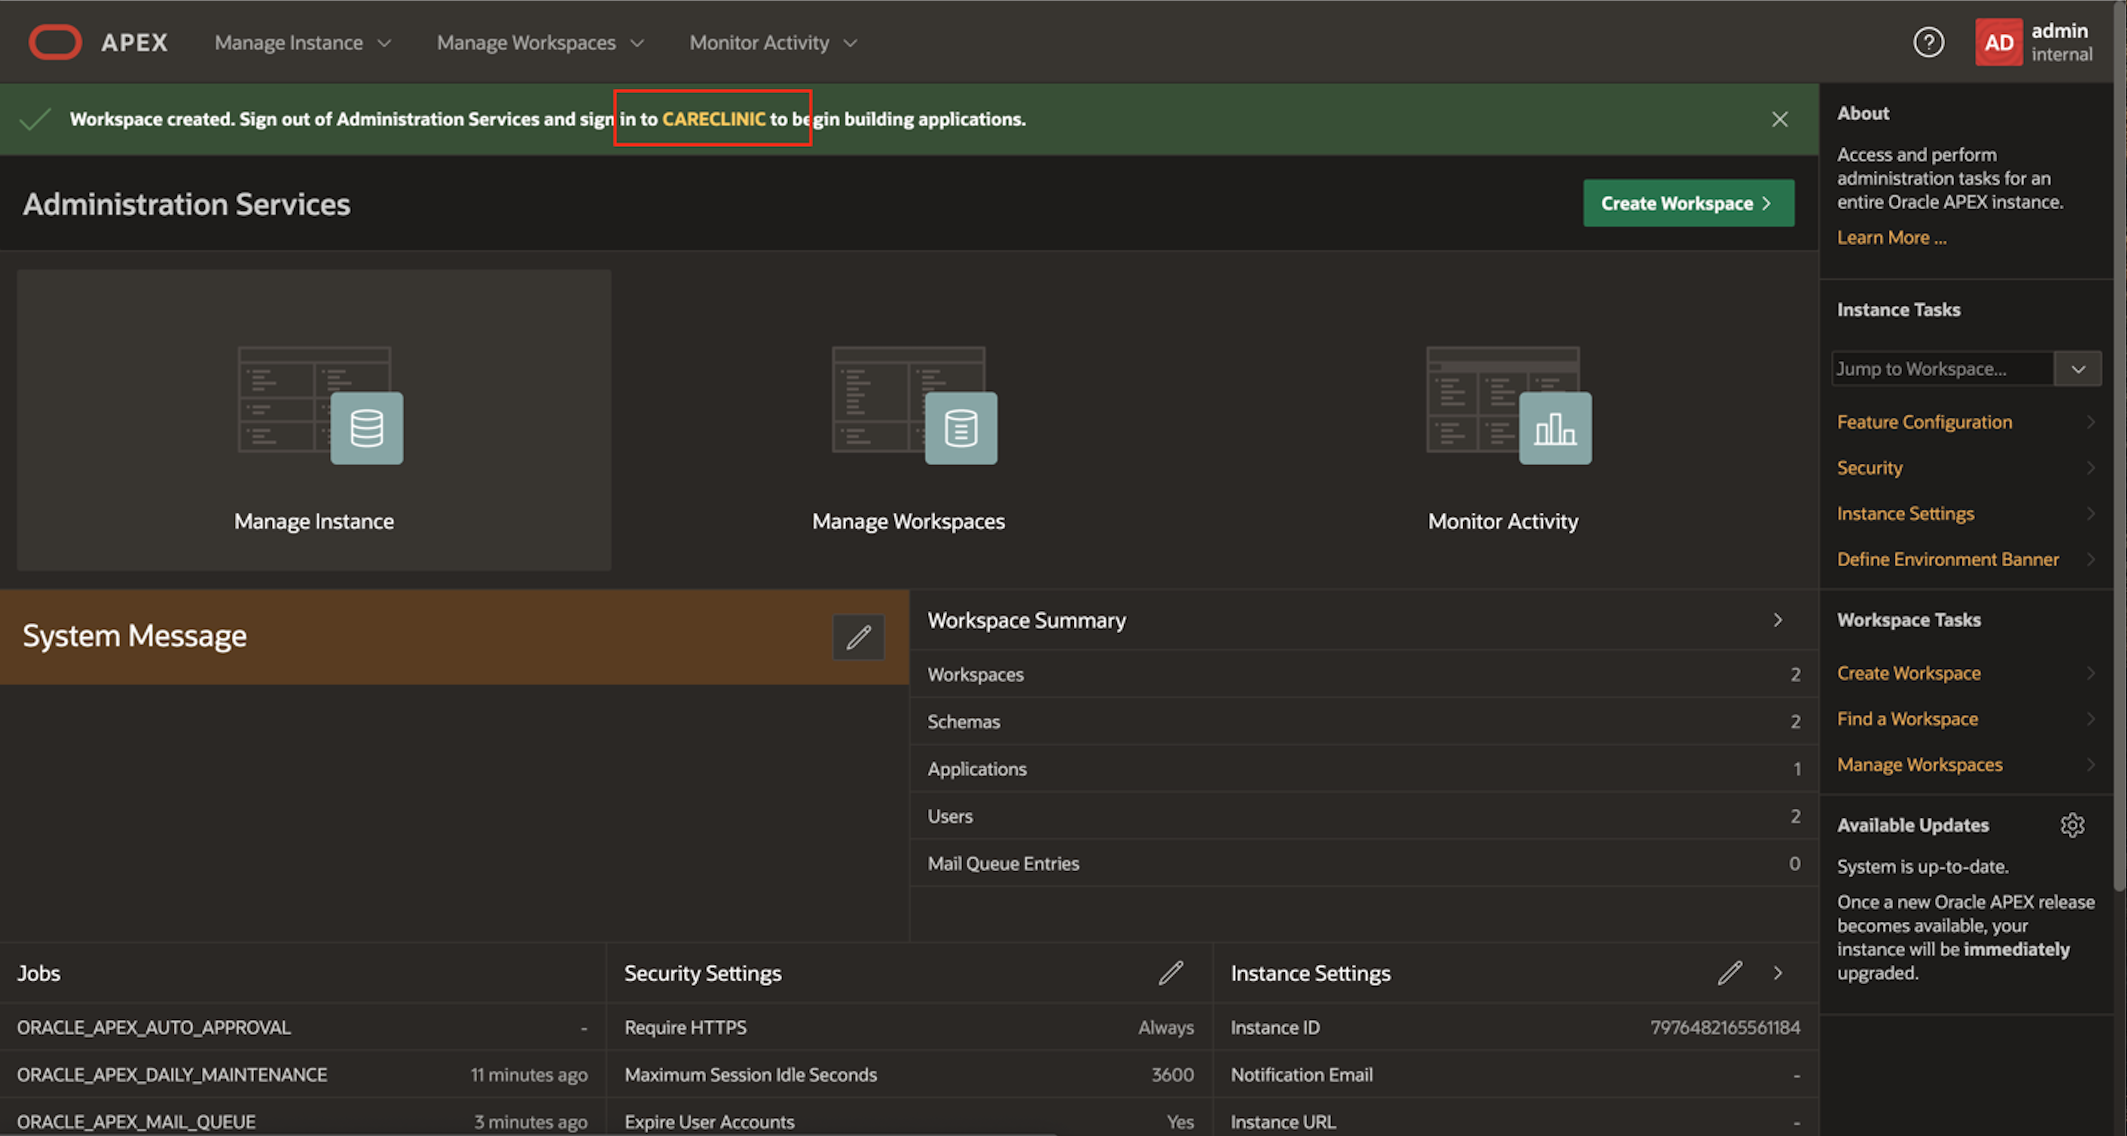 APEX
Manage Instance
Manage Workspaces
Monitor Activity
?
AD
admin
internal
Workspace created. Sign out of Administration Services and sign in to CARECLINIC to begin building applications.
Administration Services
Create Workspace
Manage Instance
Manage Workspaces
Monitor Activity
System Message
Workspace Summary
Workspaces 2
Schemas 2
Applications 1
Users 2
Mail Queue Entries 0
Jobs
ORACLE_APEX_AUTO_APPROVAL -
ORACLE_APEX_DAILY_MAINTENANCE 11 minutes ago
ORACLE_APEX_MAIL_QUEUE 3 minutes ago
Security Settings
Require HTTPS Always
Maximum Session Idle Seconds 3600
Expire User Accounts Yes
Instance Settings
Instance ID 7976482165561184
Notification Email -
Instance URL -
About
Access and perform
administration tasks for an
entire Oracle APEX instance.
Learn More ...
Instance Tasks
Jump to Workspace...
Feature Configuration
Security
Instance Settings
Define Environment Banner
Workspace Tasks
Create Workspace
Find a Workspace
Manage Workspaces
Available Updates
System is up-to-date.
Once a new Oracle APEX release
becomes available, your
instance will be immediately
upgraded.